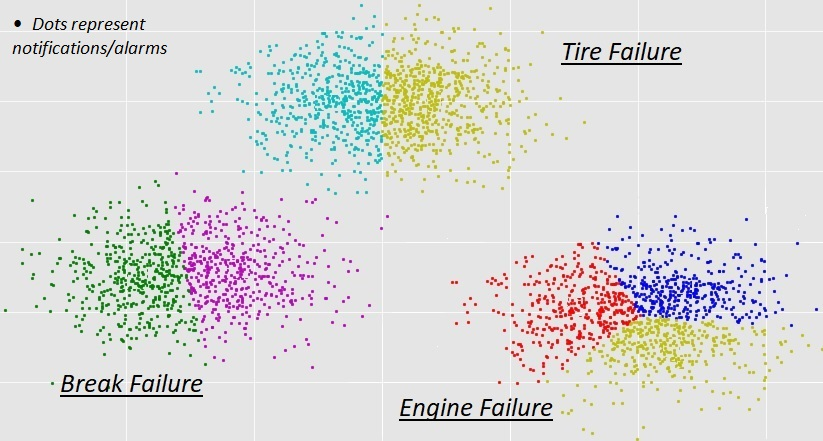 • Dots represent
notifications/alarms
Tire Failure
Break Failure
Engine Failure